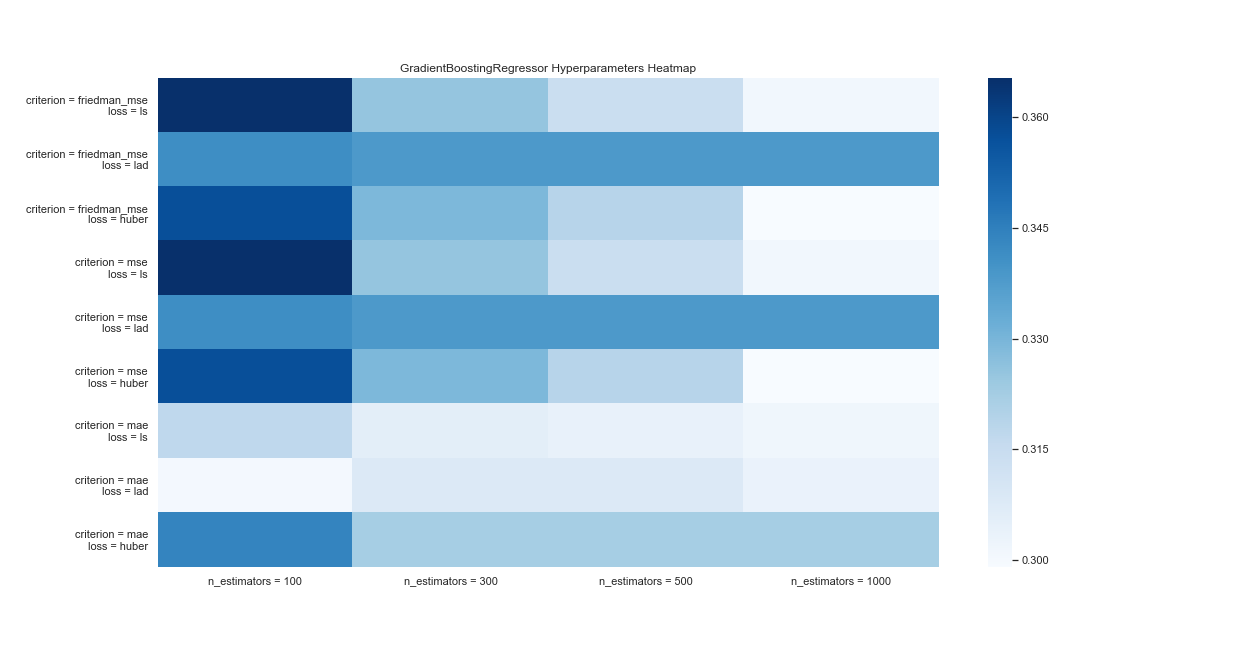 GradientBoostingRegressor Hyperparameters Heatmap
criterion = friedman_mse
loss = ls
criterion = friedman_mse
loss = lad
criterion = friedman_mse
loss = huber
criterion = mse
loss = ls
criterion = mse
loss = lad
criterion = mse
loss = huber
criterion = mae
loss = ls
criterion = mae
loss = lad
criterion = mae
loss = huber
n_estimators = 100
n_estimators = 300
n_estimators = 500
n_estimators = 1000
0.360
0.345
0.330
0.315
0.300